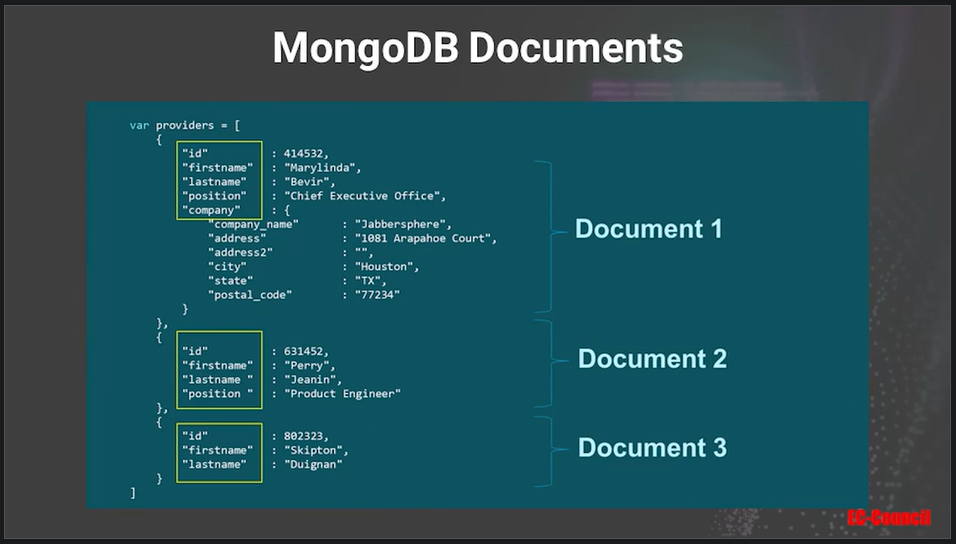 MongoDB Documents
var providers = [
{
"id" : 414532,
"firstname" : "Marylinda",
"lastname" : "Bevir",
"position" : "Chief Executive Office",
"company" : {
"company_name" : "Jabbersphere",
"address" : "1081 Arapahoe Court",
"address2" : "",
"city" : "Houston",
"state" : "TX",
"postal_code" : "77234"
}
},
Document 1
{
"id" : 631452,
"firstname" : "Perry",
"lastname " : "Jeanin",
"position " : "Product Engineer"
},
Document 2
{
"id" : 802323,
"firstname" : "Skipton",
"lastname" : "Duignan"
}
]
Document 3
EC-Council